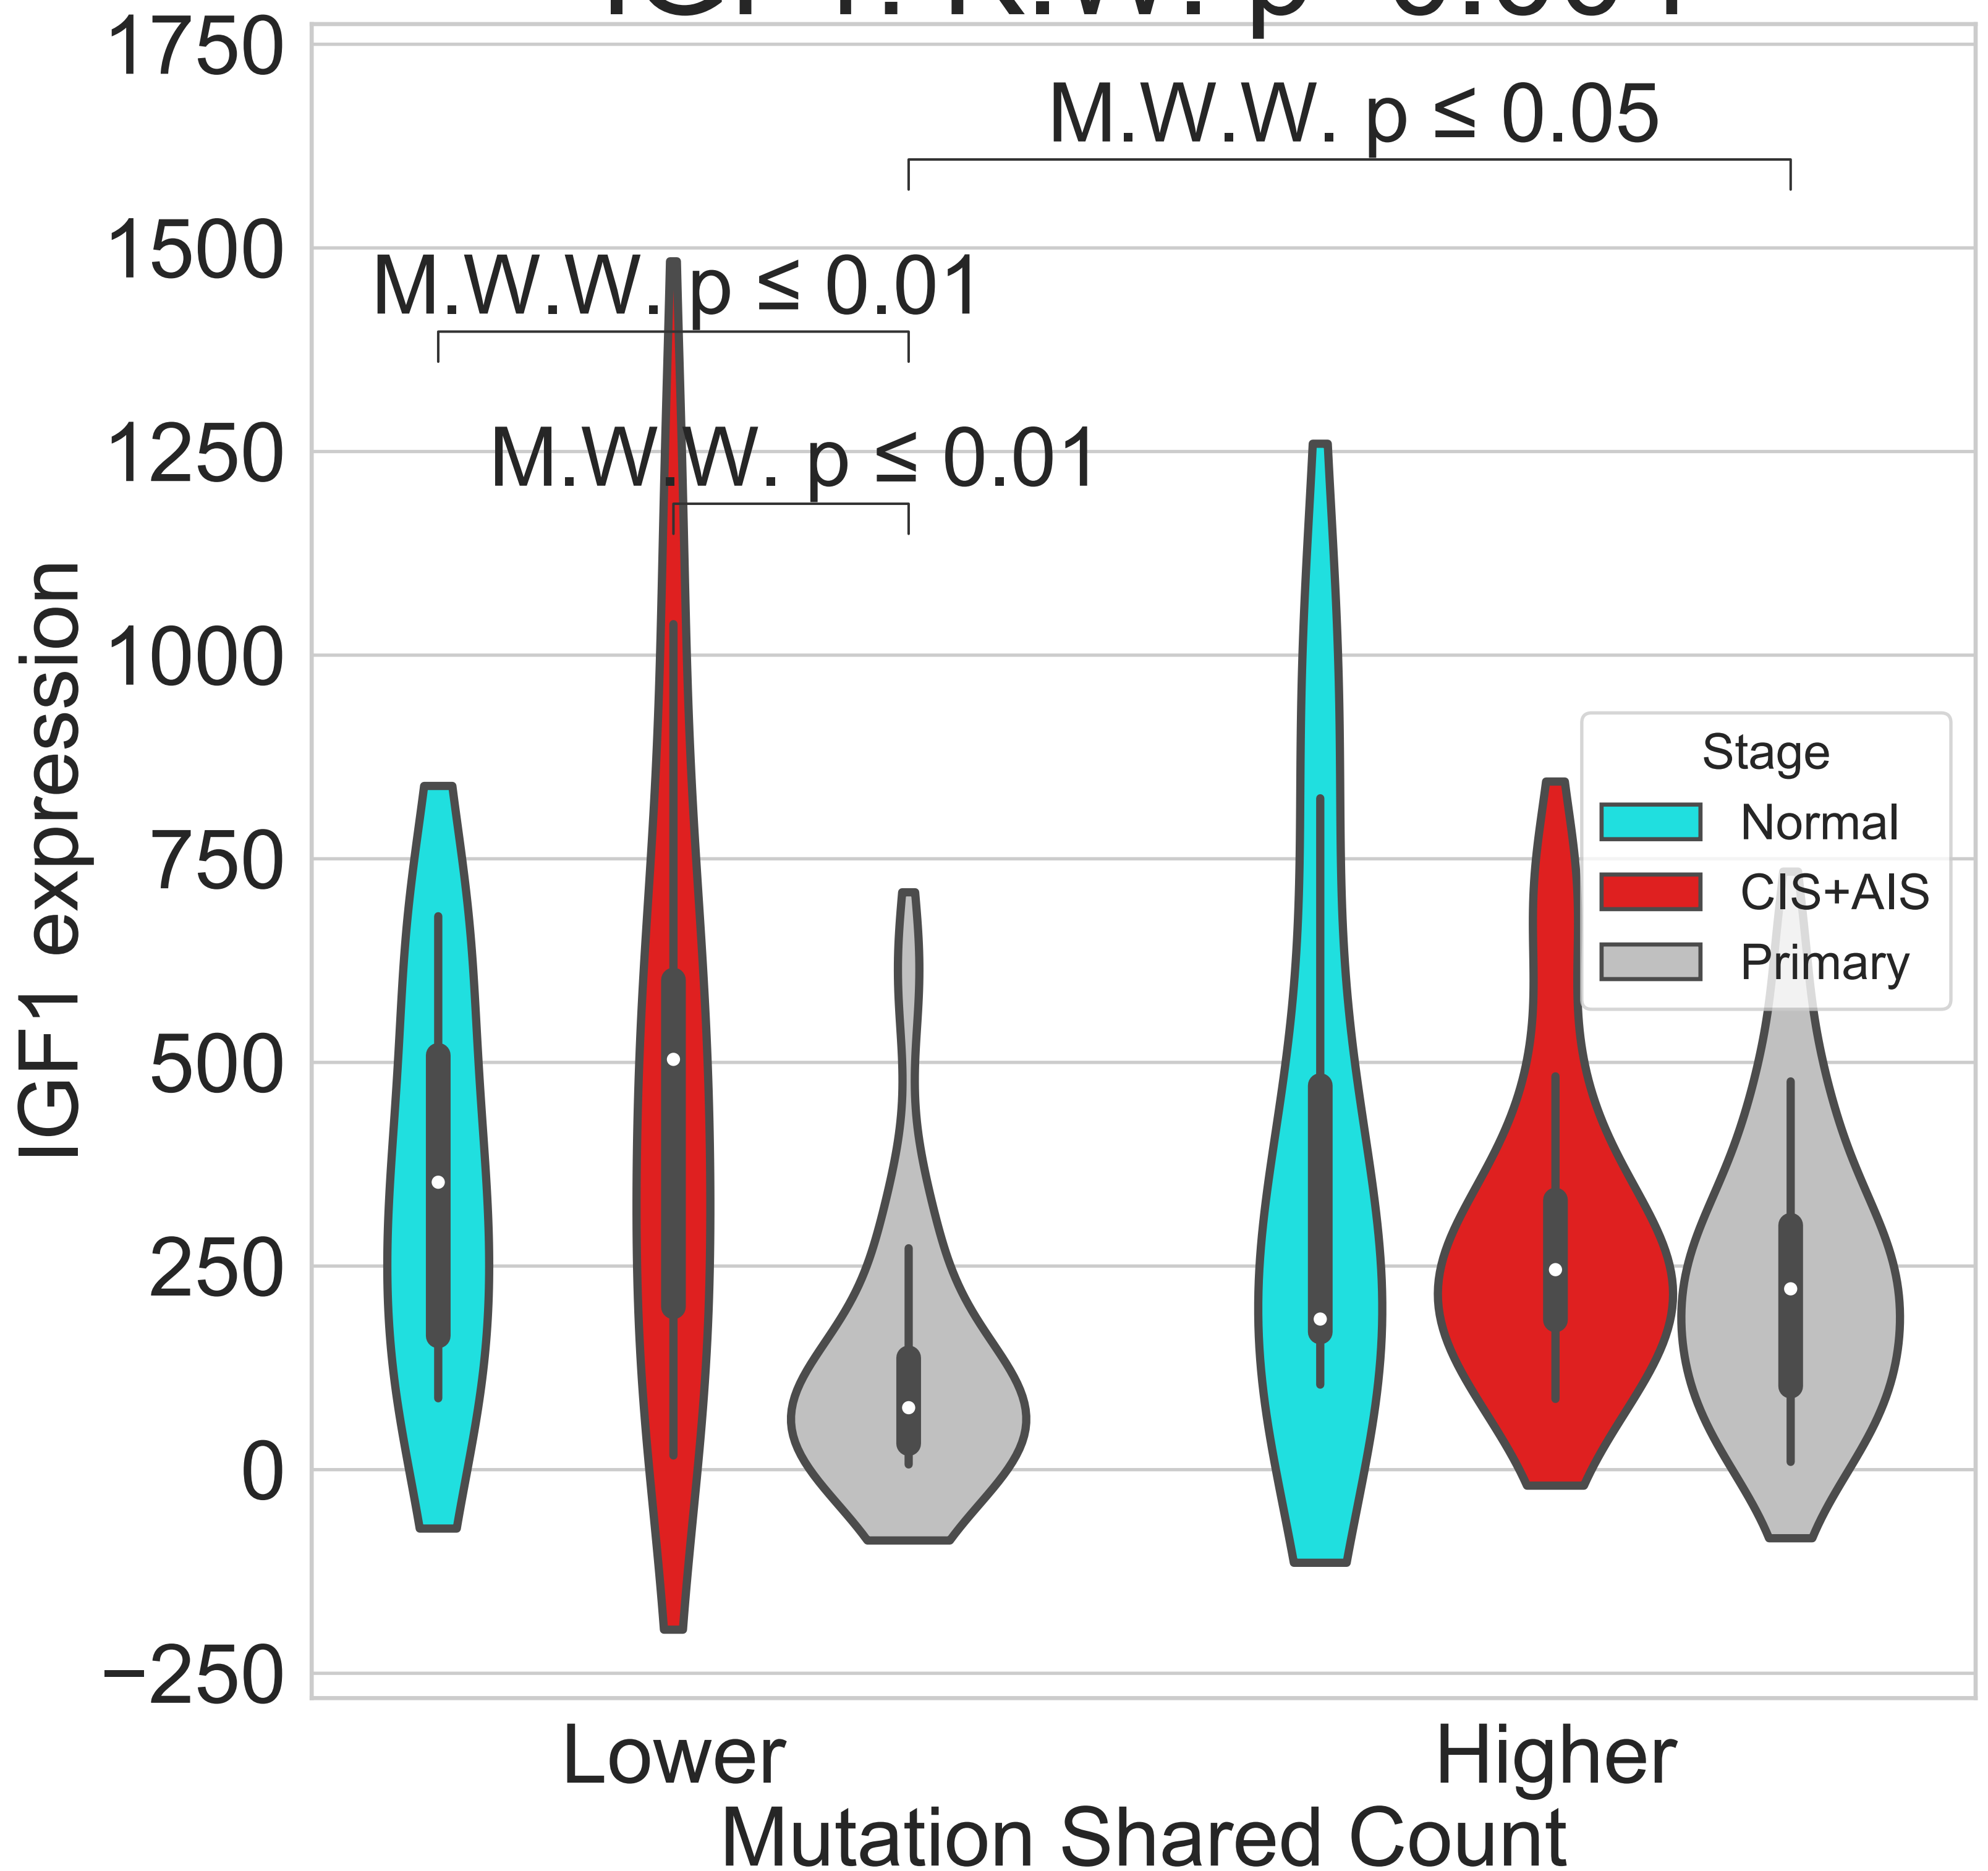 1750
M.W.W. p ≤ 0.05
1500
M.W.W. p ≤ 0.01
1250
M.W.W. p ≤ 0.01
1000
750
500
250
0
−250
IGF1 expression
Stage
Normal
CIS+AIS
Primary
Lower
Higher
Mutation Shared Count